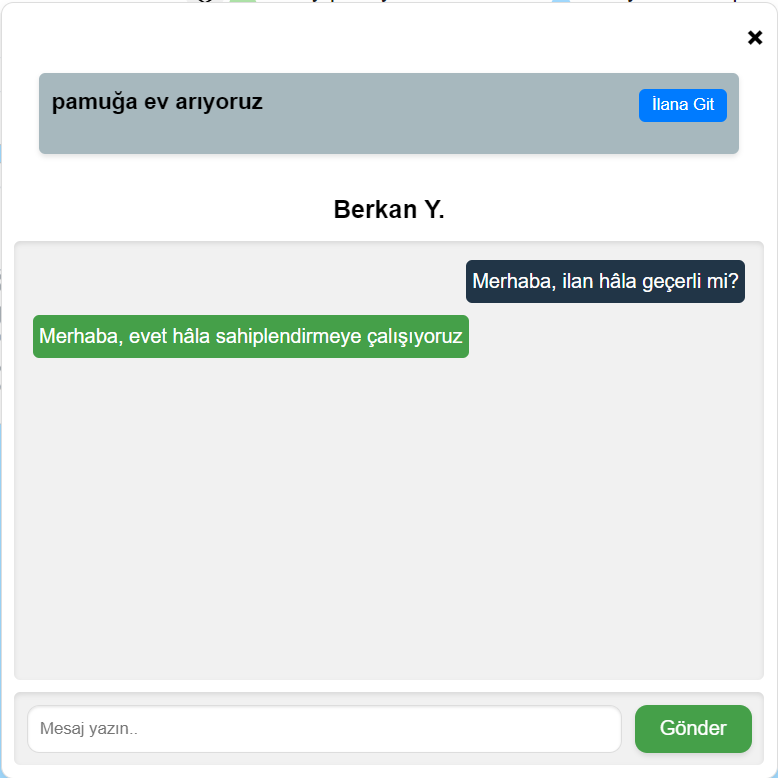 pamuğa ev arıyoruz
İlana Git
Berkan Y.
Merhaba, ilan hâla geçerli mi?
Merhaba, evet hâla sahiplendirmeye çalışıyoruz
Mesaj yazın..
Gönder